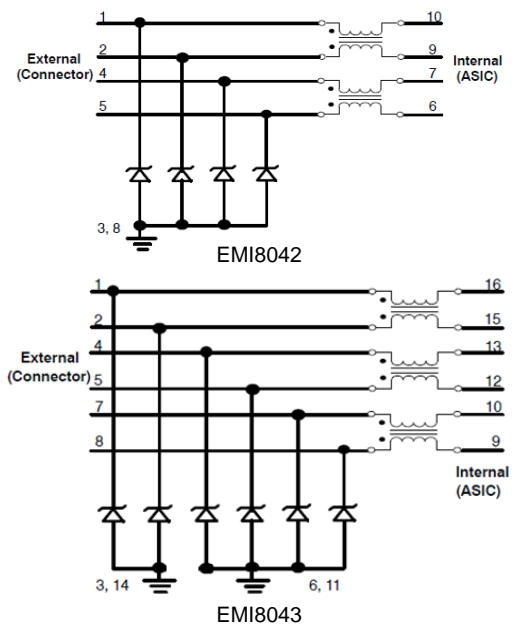 1 10
2 9
External
(Connector)
Internal
(ASIC)
4 7
5 6
3, 8
EMI8042
1 16
2 15
4 13
External
(Connector)
5 12
7 10
8 9
Internal
(ASIC)
3, 14 6, 11
EMI8043